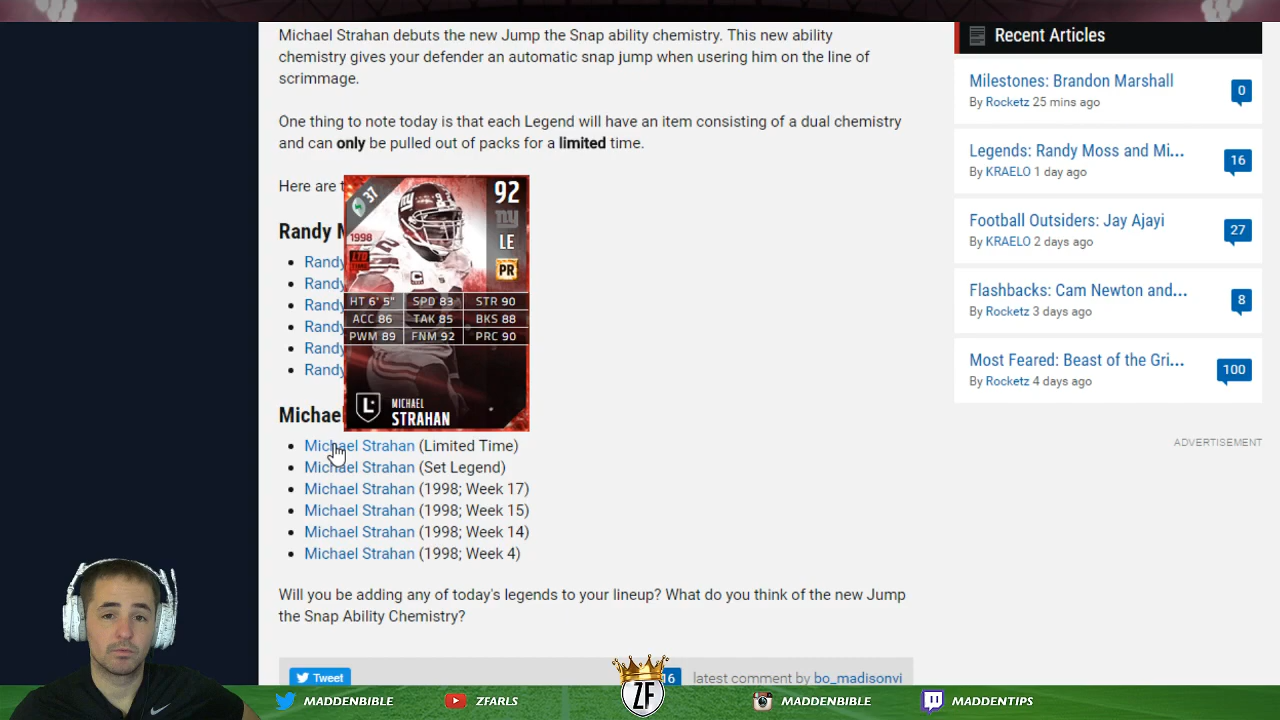 Michael Strahan debuts the new Jump the Snap ability chemistry. This new ability
chemistry gives your defender an automatic snap jump when usering him on the line of
scrimmage.
One thing to note today is that each Legend will have an item consisting of a dual chemistry
and can only be pulled out of packs for a limited time.
Here are t
Randy M
Randy
Randy
Randy
Randy
Randy
Randy
37
92
ny
1998
LE
LTD
PR
HT 6' 5" SPD 83 STR 90
ACC 86 TAK 85 BKS 88
PWM 89 FNM 92 PRC 90
L
MICHAEL
STRAHAN
Michael
Michael Strahan (Limited Time)
Michael Strahan (Set Legend)
Michael Strahan (1998; Week 17)
Michael Strahan (1998; Week 15)
Michael Strahan (1998; Week 14)
Michael Strahan (1998; Week 4)
Will you be adding any of today's legends to your lineup? What do you think of the new Jump
the Snap Ability Chemistry?
Tweet
16 latest comment by bo_madisonvi
Recent Articles
Milestones: Brandon Marshall 0
By Rocketz 25 mins ago
Legends: Randy Moss and Mi... 16
By KRAELO 1 day ago
Football Outsiders: Jay Ajayi 27
By KRAELO 2 days ago
Flashbacks: Cam Newton and... 8
By Rocketz 3 days ago
Most Feared: Beast of the Gri... 100
By Rocketz 4 days ago
ADVERTISEMENT
MADDENBIBLE ZFARLS ZF MADDENBIBLE MADDENTIPS